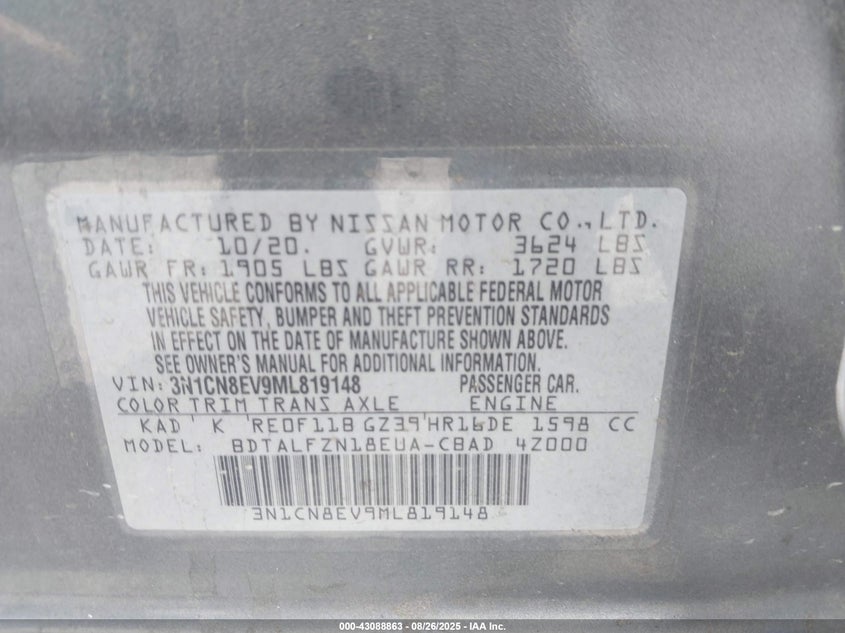 MANUFACTURED BY NISSAN MOTOR CO., LTD.
DATE: 10/20. GVWR: 3624 LBS
GAWR FR: 1905 LBS GAWR RR: 1720 LBS
THIS VEHICLE CONFORMS TO ALL APPLICABLE FEDERAL MOTOR
VEHICLE SAFETY, BUMPER AND THEFT PREVENTION STANDARDS
IN EFFECT ON THE DATE OF MANUFACTURE SHOWN ABOVE.
SEE OWNER'S MANUAL FOR ADDITIONAL INFORMATION.
VIN: 3N1CN8EV9ML819148 PASSENGER CAR.
COLOR TRIM TRANS AXLE ENGINE
KAD K RE0F11B GZ39 HR16DE 1598 CC
MODEL: BDTALFZN18EUA-CBAD 4Z000
3N1CN8EV9ML819148
000-43088863 - 08/26/2025 - IAA Inc.